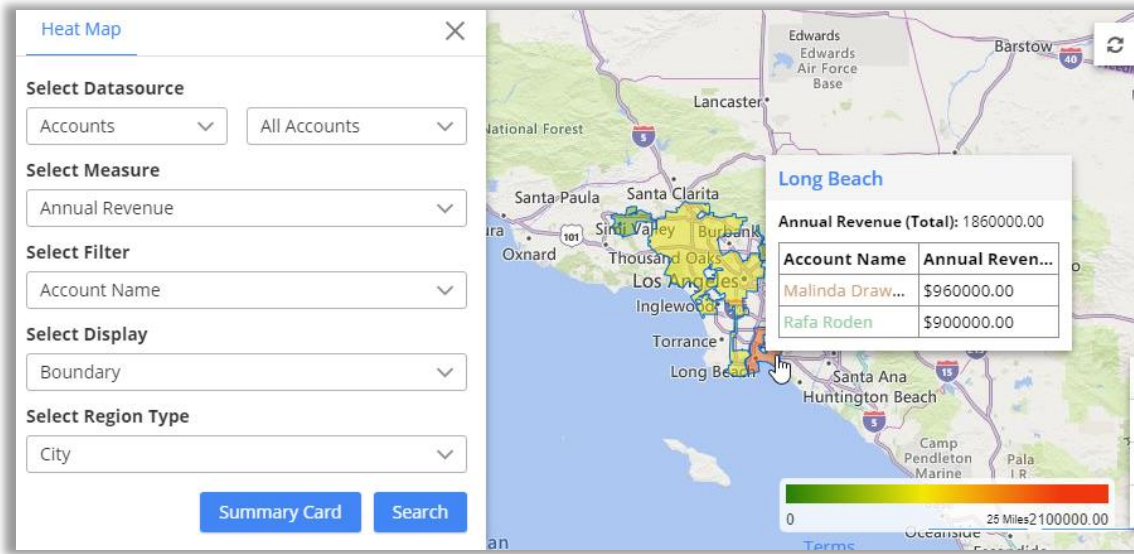 Heat Map
Select Datasource
Accounts
All Accounts
Select Measure
Annual Revenue
Select Filter
Account Name
Select Display
Boundary
Select Region Type
City
Summary Card
Search
Edwards
Edwards
Air Force
Base
Barstow
40
Lancaster
National Forest
5
Santa Paula
Santa Clarita
101
Simi Valley
Burbank
Oxnard
Thousand Oaks
Los Angeles
Inglewood
Torrance
Long Beach
Santa Ana
15
Huntington Beach
5
Camp
Pendleton
Marine
Pala
I.R.
Long Beach
Annual Revenue (Total): 1860000.00
Account Name
Annual Reven...
Malinda Draw...
$960000.00
Rafa Roden
$900000.00
0
25 Miles
2100000.00
Oceanside
Terms